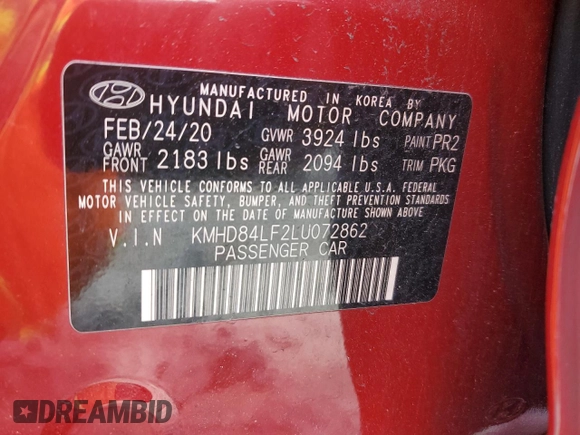 MANUFACTURED IN KOREA BY
HYUNDAI MOTOR COMPANY
FEB/24/20 GVWR 3924 lbs PAINT PR2
GAWR FRONT 2183 lbs GAWR REAR 2094 lbs TRIM PKG
THIS VEHICLE CONFORMS TO ALL APPLICABLE U.S.A. FEDERAL
MOTOR VEHICLE SAFETY, BUMPER, AND THEFT PREVENTION STANDARDS
IN EFFECT ON THE DATE OF MANUFACTURE SHOWN ABOVE
V.I.N KMHD84LF2LU072862
PASSENGER CAR
DREAMBID